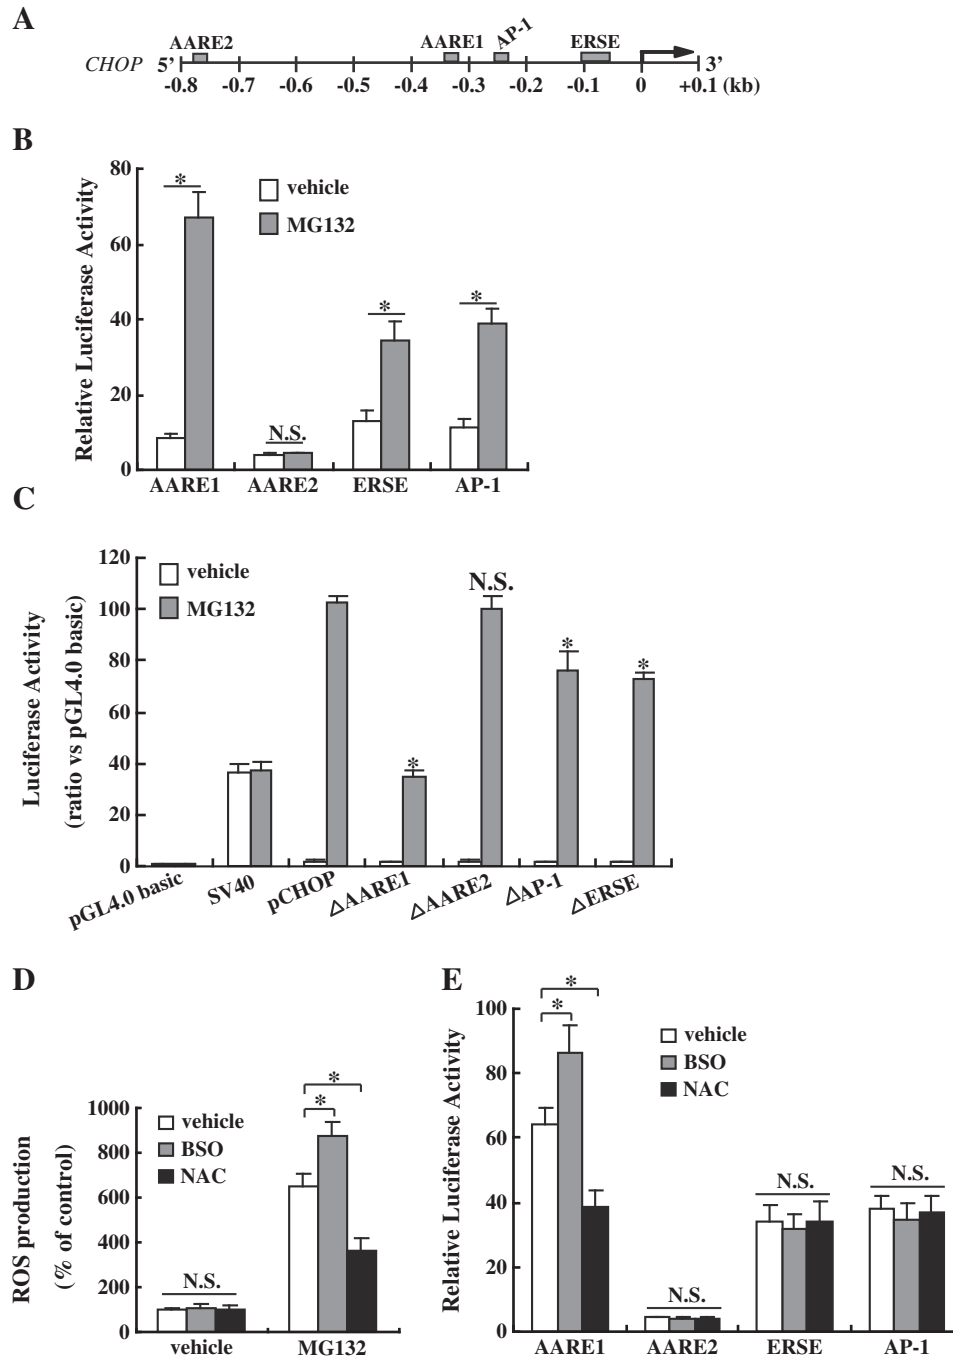 A
AARE2 AARE1 AP-1 ERSE
CHOP 5’ 3’
-0.8 -0.7 -0.6 -0.5 -0.4 -0.3 -0.2 -0.1 0 +0.1 (kb)
B
Relative Luciferase Activity
80
60
40
20
0
vehicle
MG132
* N.S. * *
AARE1 AARE2 ERSE AP-1
C
Luciferase Activity
(ratio vs pGL4.0 basic)
120
100
80
60
40
20
0
vehicle
MG132
* N.S. * *
pGL4.0 basic SV40 pCHOP △AARE1 △AARE2 △AP-1 △ERSE
D
ROS production
(% of control)
1000
800
600
400
200
0
vehicle
BSO
NAC
N.S. * *
vehicle MG132
E
Relative Luciferase Activity
100
80
60
40
20
0
vehicle
BSO
NAC
* * N.S. N.S. N.S.
AARE1 AARE2 ERSE AP-1